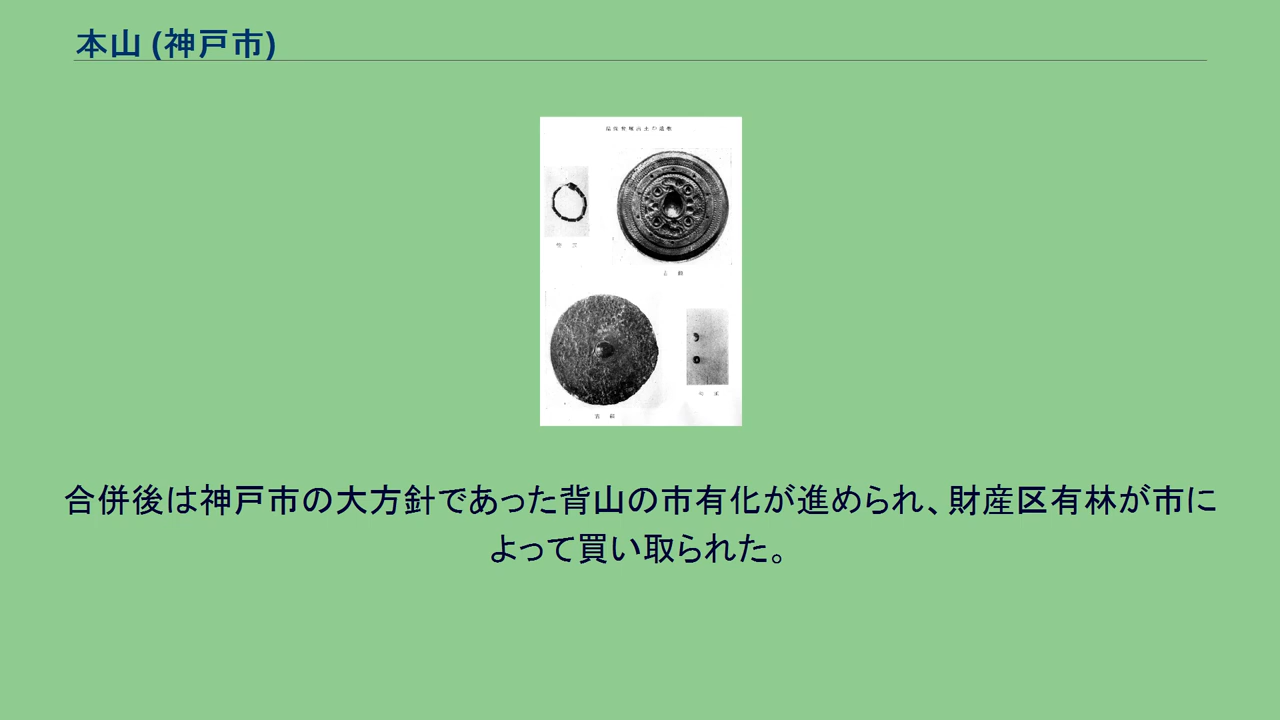 本山 (神戸市)
合併後は神戸市の大方針であった背山の市有化が進められ、財産区有林が市に
よって買い取られた。